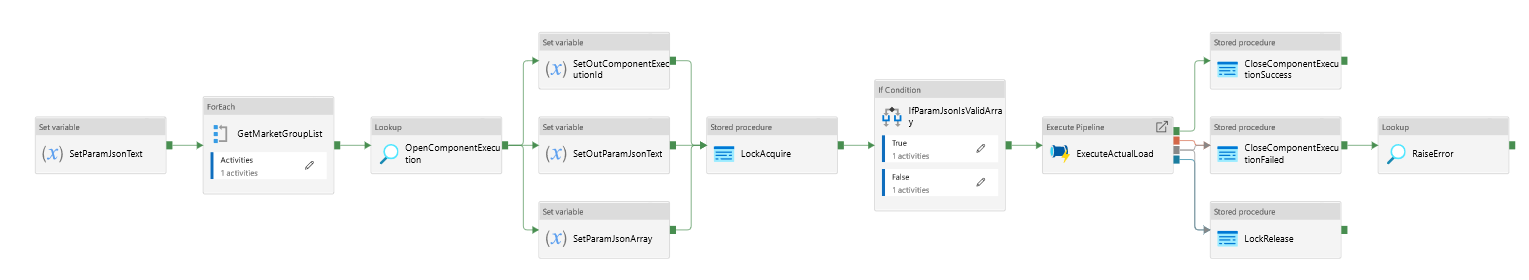 Set variable
(x) SetParamJsonText
ForEach
GetMarketGroupList
Activities
1 activities
Lookup
OpenComponentExecu
tion
Set variable
(x) SetOutComponentExec
utionId
Set variable
(x) SetOutParamJsonText
Set variable
(x) SetParamJsonArray
Stored procedure
LockAcquire
If Condition
IfParamJsonIsValidArra
y
True
1 activities
False
1 activities
Execute Pipeline
ExecuteActualLoad
Stored procedure
CloseComponentExecu
tionSuccess
Stored procedure
CloseComponentExecu
tionFailed
Stored procedure
LockRelease
Lookup
RaiseError